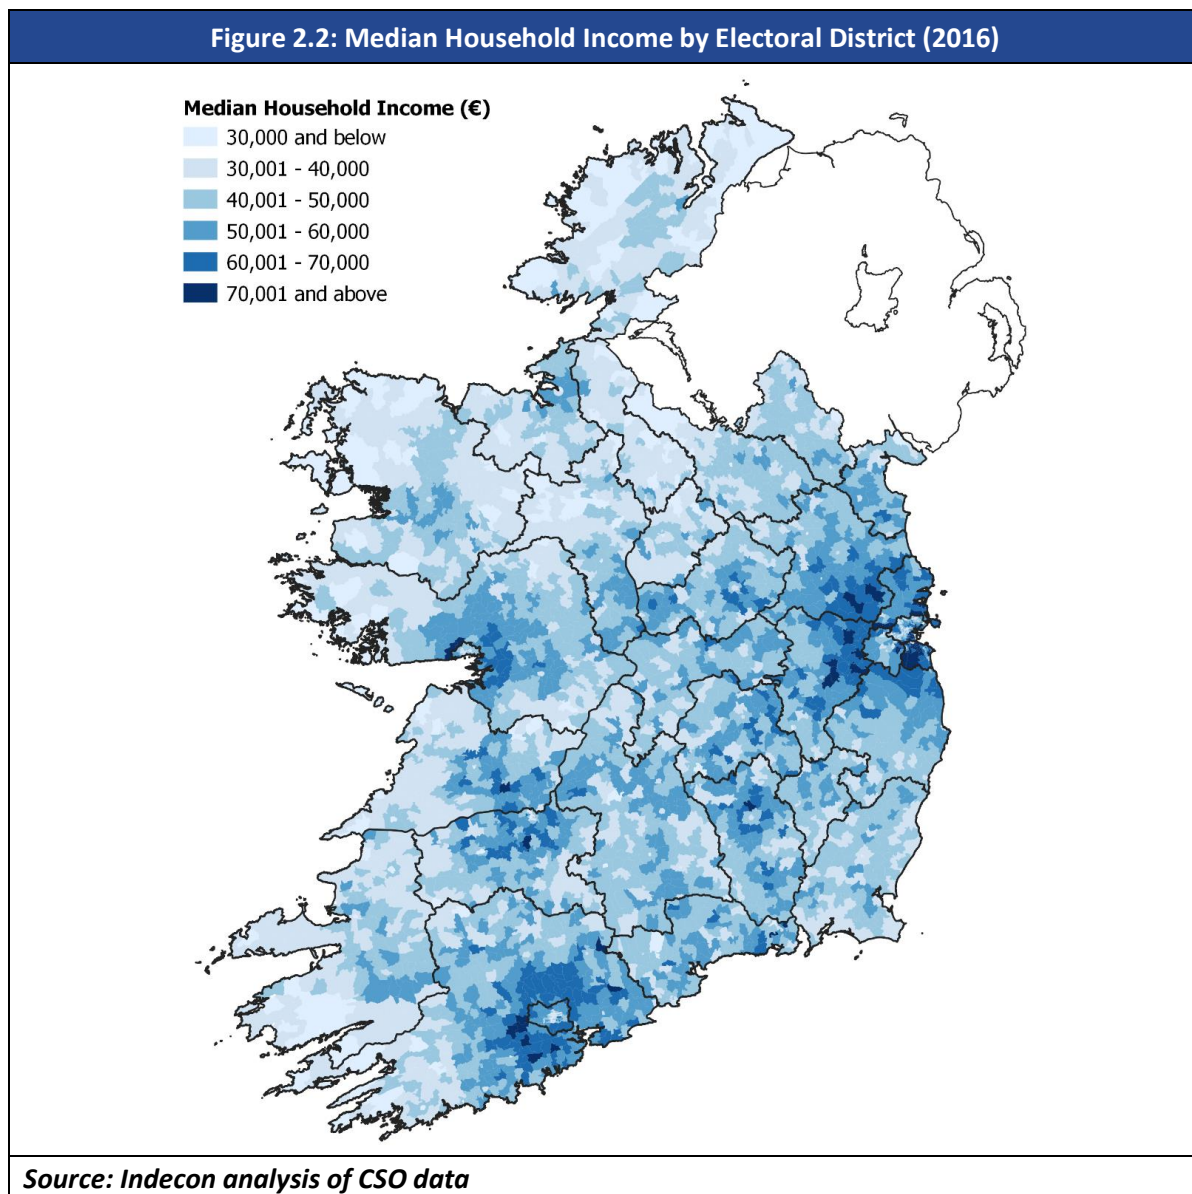 Figure 2.2: Median Household Income by Electoral District (2016)
Median Household Income (€)
30,000 and below
30,001 - 40,000
40,001 - 50,000
50,001 - 60,000
60,001 - 70,000
70,001 and above
Source: Indecon analysis of CSO data